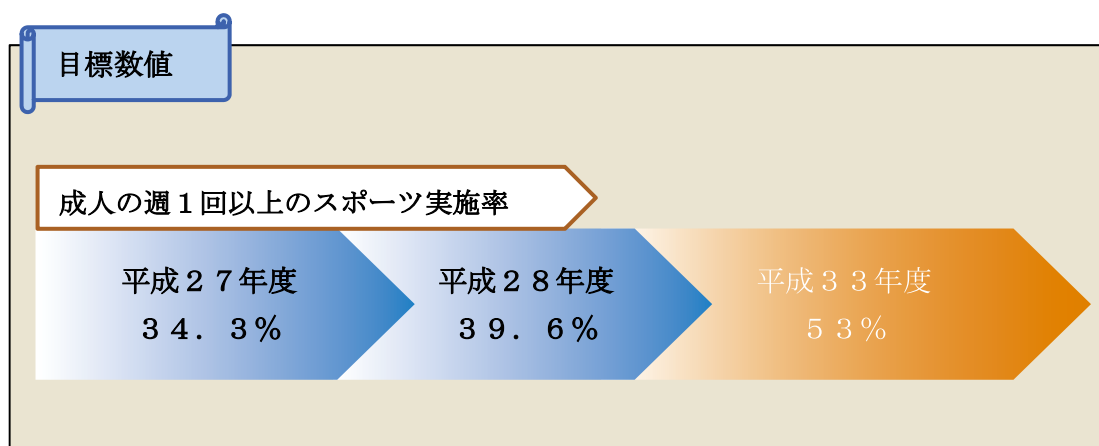 目標数値
成人の週１回以上のスポーツ実施率
平成２７年度
３４．３％
平成２８年度
３９．６％
平成３３年度
５３％